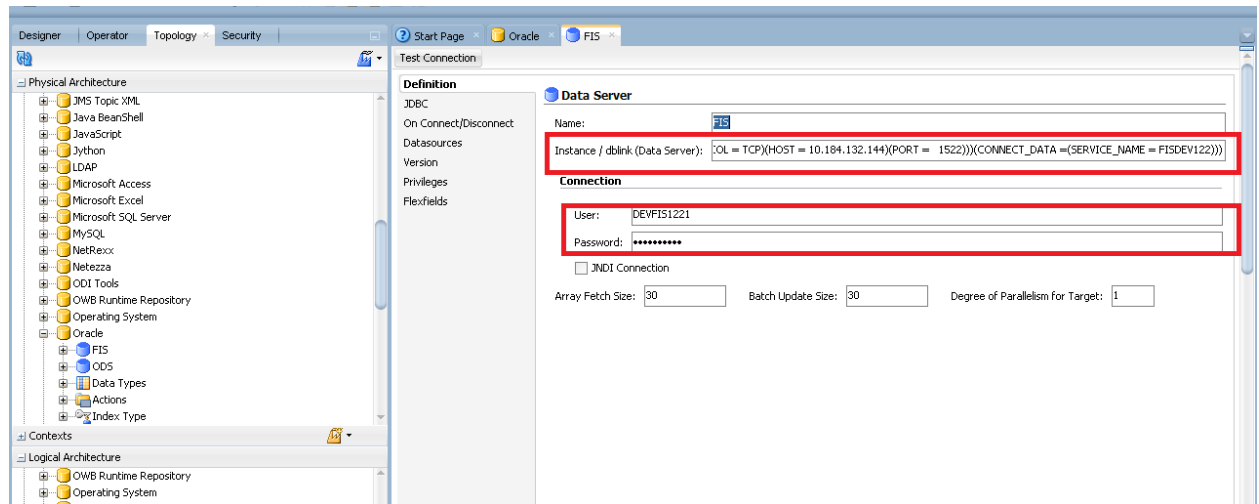 Designer Operator Topology Security
Start Page Oracle FIS
Test Connection
Physical Architecture
JMS Topic XML
Java BeanShell
JavaScript
Jython
LDAP
Microsoft Access
Microsoft Excel
Microsoft SQL Server
MySQL
NetRexx
Netezza
ODI Tools
OWB Runtime Repository
Operating System
Oracle
FIS
ODS
Data Types
Actions
Index Type
Contexts
Logical Architecture
OWB Runtime Repository
Operating System
Definition
JDBC
On Connect/Disconnect
Datasources
Version
Privileges
Flexfields
Data Server
Name: FIS
Instance / dblink (Data Server): COL = TCP)(HOST = 10.184.132.144)(PORT = 1522)))(CONNECT_DATA =(SERVICE_NAME = FISDEV122)))
Connection
User: DEVFIS1221
Password: ••••••••••
JNDI Connection
Array Fetch Size: 30 Batch Update Size: 30 Degree of Parallelism for Target: 1